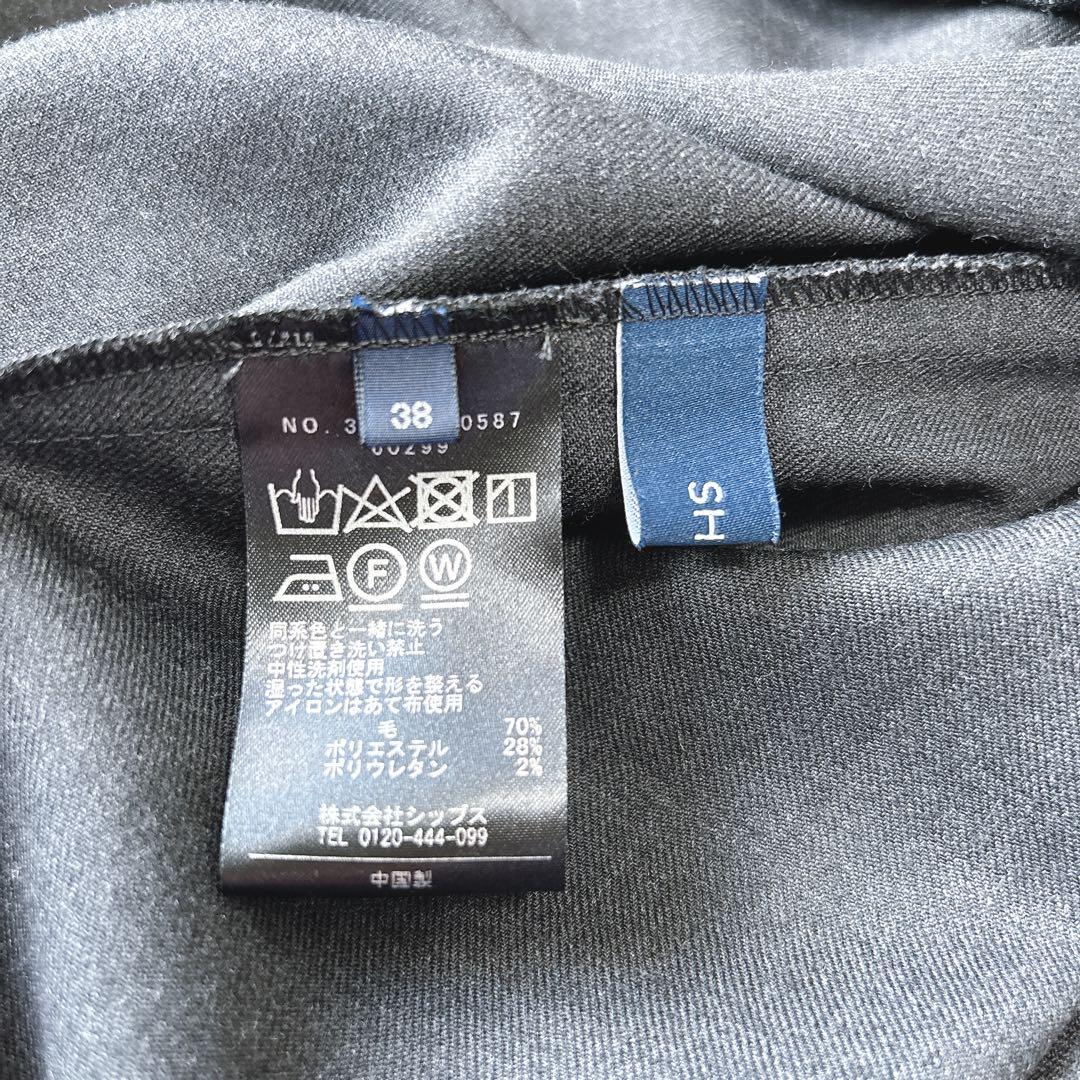 38
NO. 3 0587
00299
F W
同系色と一緒に洗う
つけ置き洗い禁止
中性洗剤使用
湿った状態で形を整える
アイロンはあて布使用
毛 70%
ポリエステル 28%
ポリウレタン 2%
株式会社シップス
TEL 0120-444-099
中国製
SH